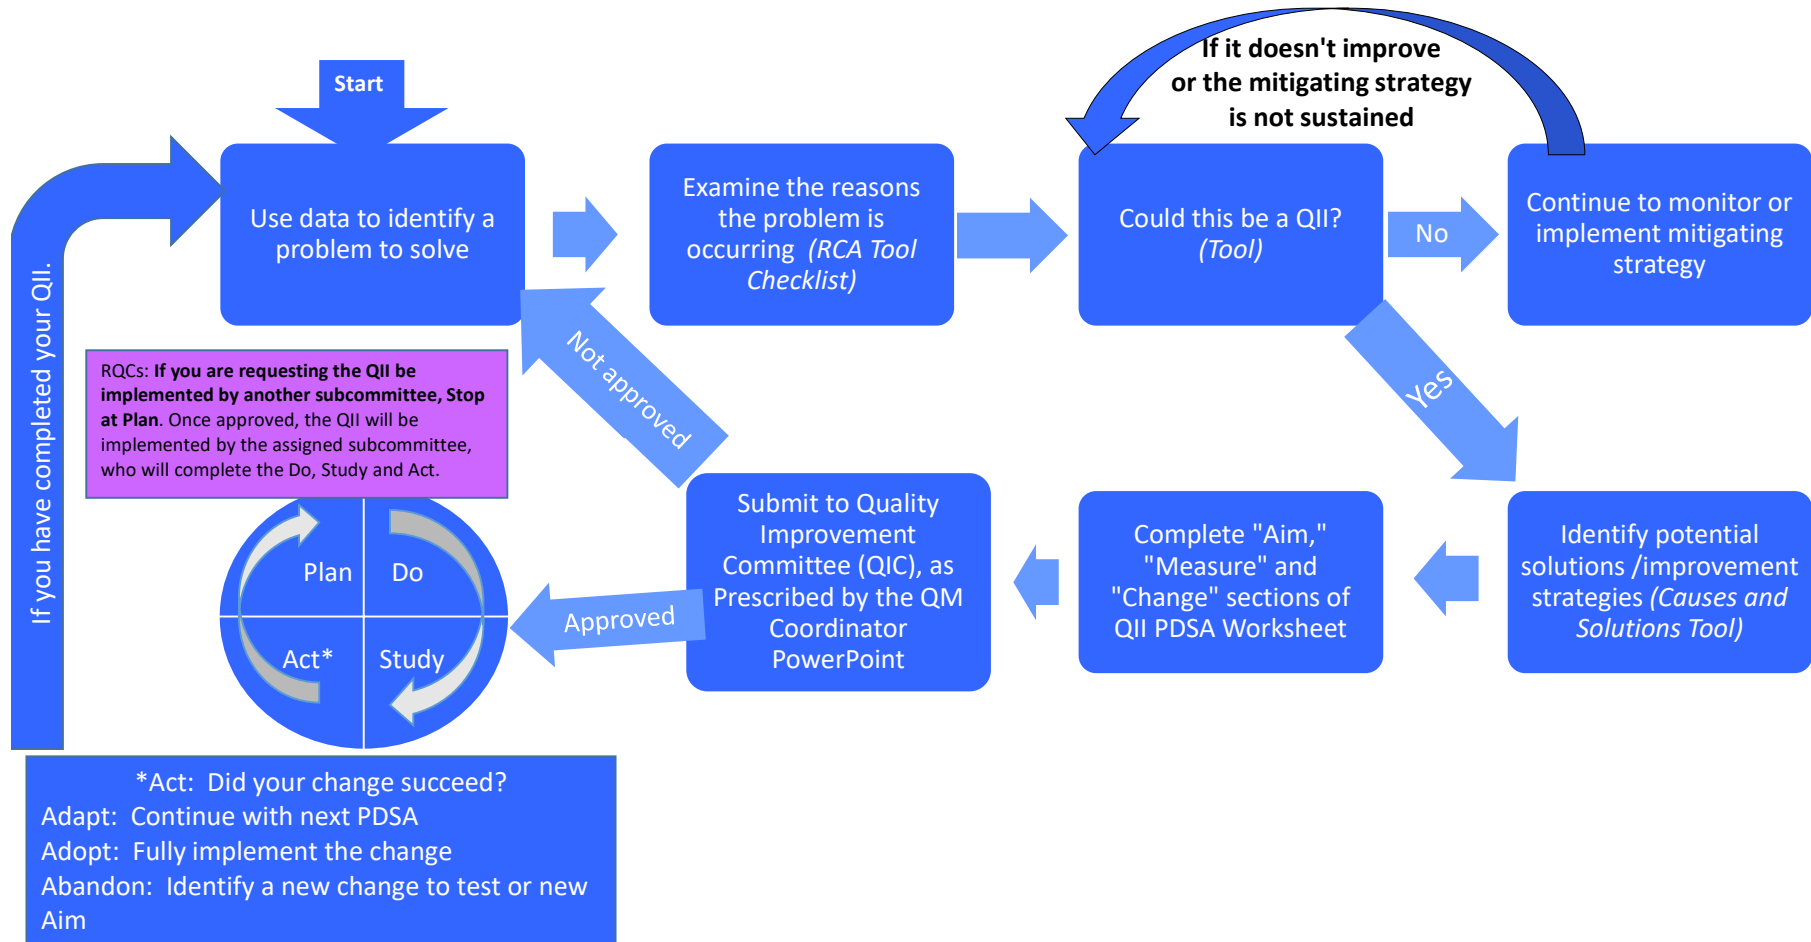 Start
If it doesn't improve
or the mitigating strategy
is not sustained
Use data to identify a
problem to solve
Examine the reasons
the problem is
occurring (RCA Tool
Checklist)
Could this be a QII?
(Tool)
No
Continue to monitor or
implement mitigating
strategy
Yes
Identify potential
solutions /improvement
strategies (Causes and
Solutions Tool)
Complete "Aim,"
"Measure" and
"Change" sections of
QII PDSA Worksheet
Submit to Quality
Improvement
Committee (QIC), as
Prescribed by the QM
Coordinator
PowerPoint
Not approved
Approved
RQCs: If you are requesting the QII be
implemented by another subcommittee, Stop
at Plan. Once approved, the QII will be
implemented by the assigned subcommittee,
who will complete the Do, Study and Act.
Plan
Do
Act*
Study
If you have completed your QII.
*Act:  Did your change succeed?
Adapt:  Continue with next PDSA
Adopt:  Fully implement the change
Abandon:  Identify a new change to test or new
Aim